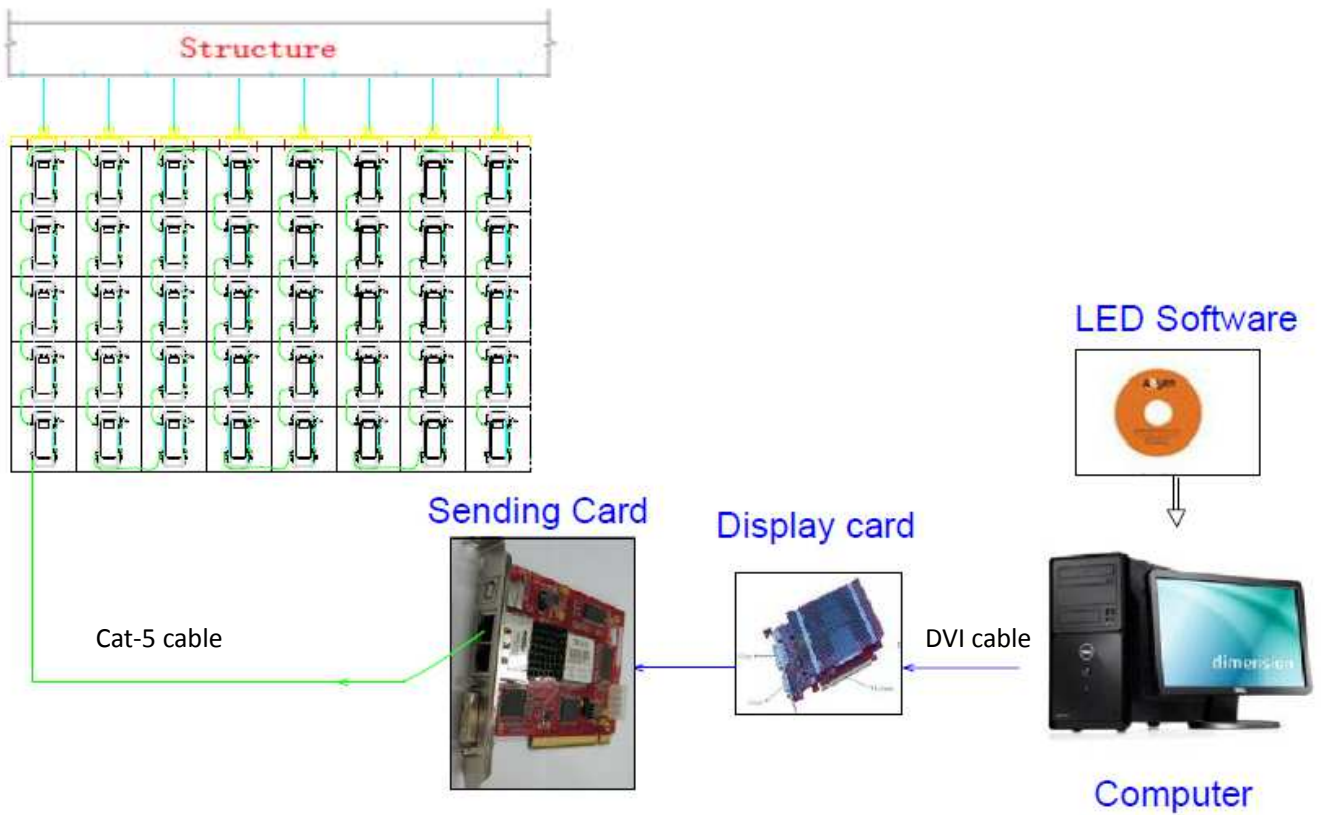 Structure
LED Software
Sending Card
Display card
Cat-5 cable
DVI cable
dimension
Computer